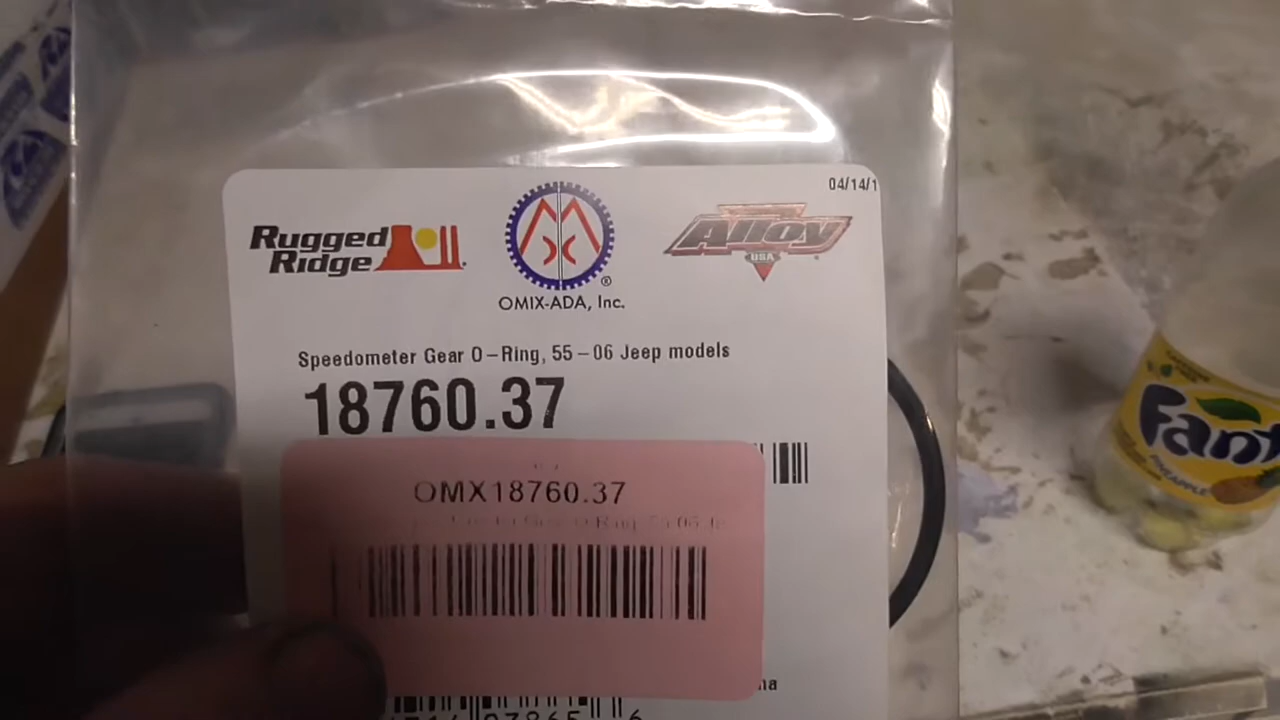 04/14/1
Rugged
Ridge
OMIX-ADA, Inc.
Alloy
USA
Speedometer Gear O-Ring, 55-06 Jeep models
18760.37
OMX18760.37
Fant
PINEAPPLE